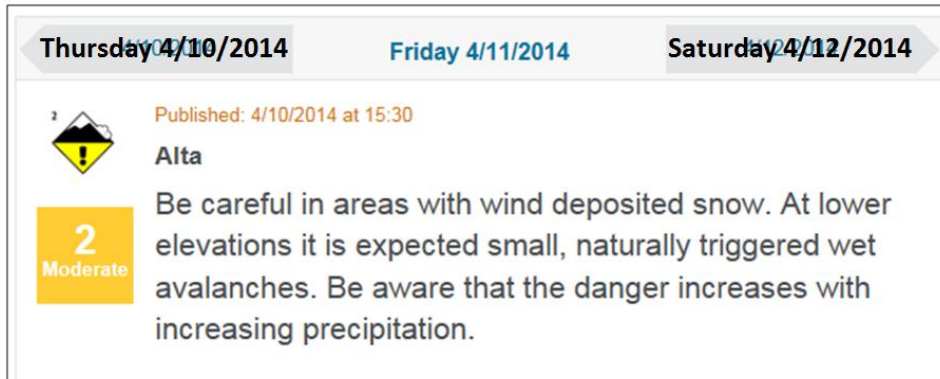 Thursday 4/10/2014 Friday 4/11/2014 Saturday 4/12/2014
2
Published: 4/10/2014 at 15:30
Alta
Be careful in areas with wind deposited snow. At lower
elevations it is expected small, naturally triggered wet
avalanches. Be aware that the danger increases with
increasing precipitation.
!
2
Moderate